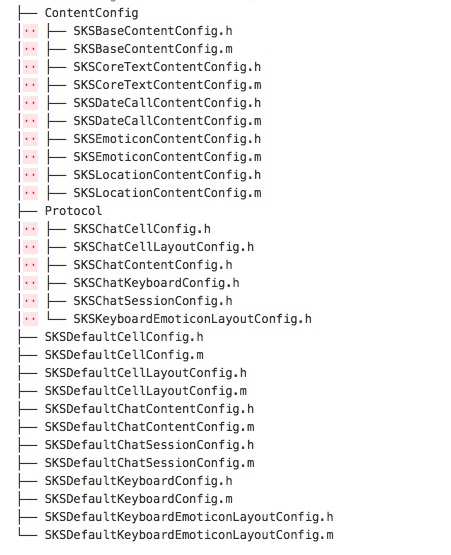 ├── ContentConfig
│·· ├── SKSBaseContentConfig.h
│·· ├── SKSBaseContentConfig.m
│·· ├── SKSCoreTextContentConfig.h
│·· ├── SKSCoreTextContentConfig.m
│·· ├── SKSDateCallContentConfig.h
│·· ├── SKSDateCallContentConfig.m
│·· ├── SKSEmoticonContentConfig.h
│·· ├── SKSEmoticonContentConfig.m
│·· ├── SKSLocationContentConfig.h
│·· ├── SKSLocationContentConfig.m
├── Protocol
│·· ├── SKSChatCellConfig.h
│·· ├── SKSChatCellLayoutConfig.h
│·· ├── SKSChatContentConfig.h
│·· ├── SKSChatKeyboardConfig.h
│·· ├── SKSChatSessionConfig.h
│·· └── SKSKeyboardEmoticonLayoutConfig.h
├── SKSDefaultCellConfig.h
├── SKSDefaultCellConfig.m
├── SKSDefaultCellLayoutConfig.h
├── SKSDefaultCellLayoutConfig.m
├── SKSDefaultChatContentConfig.h
├── SKSDefaultChatContentConfig.m
├── SKSDefaultChatSessionConfig.h
├── SKSDefaultChatSessionConfig.m
├── SKSDefaultKeyboardConfig.h
├── SKSDefaultKeyboardConfig.m
├── SKSDefaultKeyboardEmoticonLayoutConfig.h
└── SKSDefaultKeyboardEmoticonLayoutConfig.m